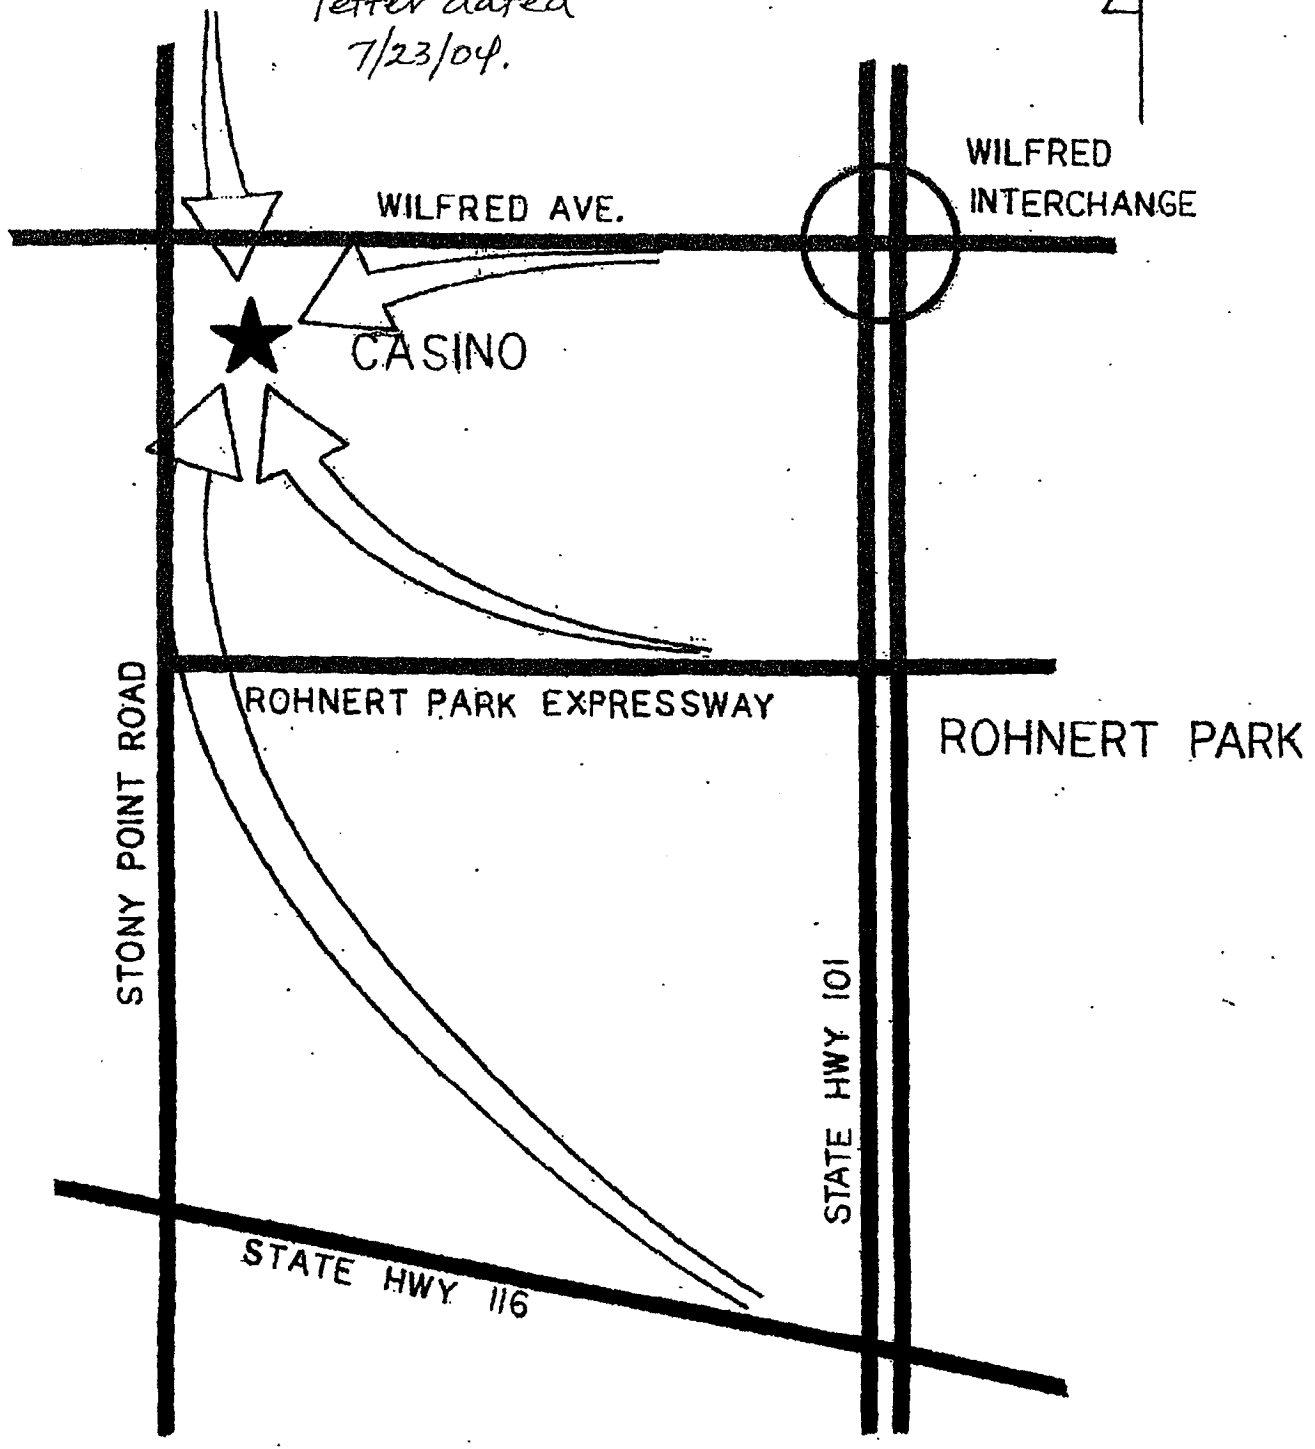 letter dated
7/23/04.
WILFRED
INTERCHANGE
WILFRED AVE.
CASINO
ROHNERT PARK EXPRESSWAY
ROHNERT PARK
STONY POINT ROAD
STATE HWY 101
STATE HWY 116